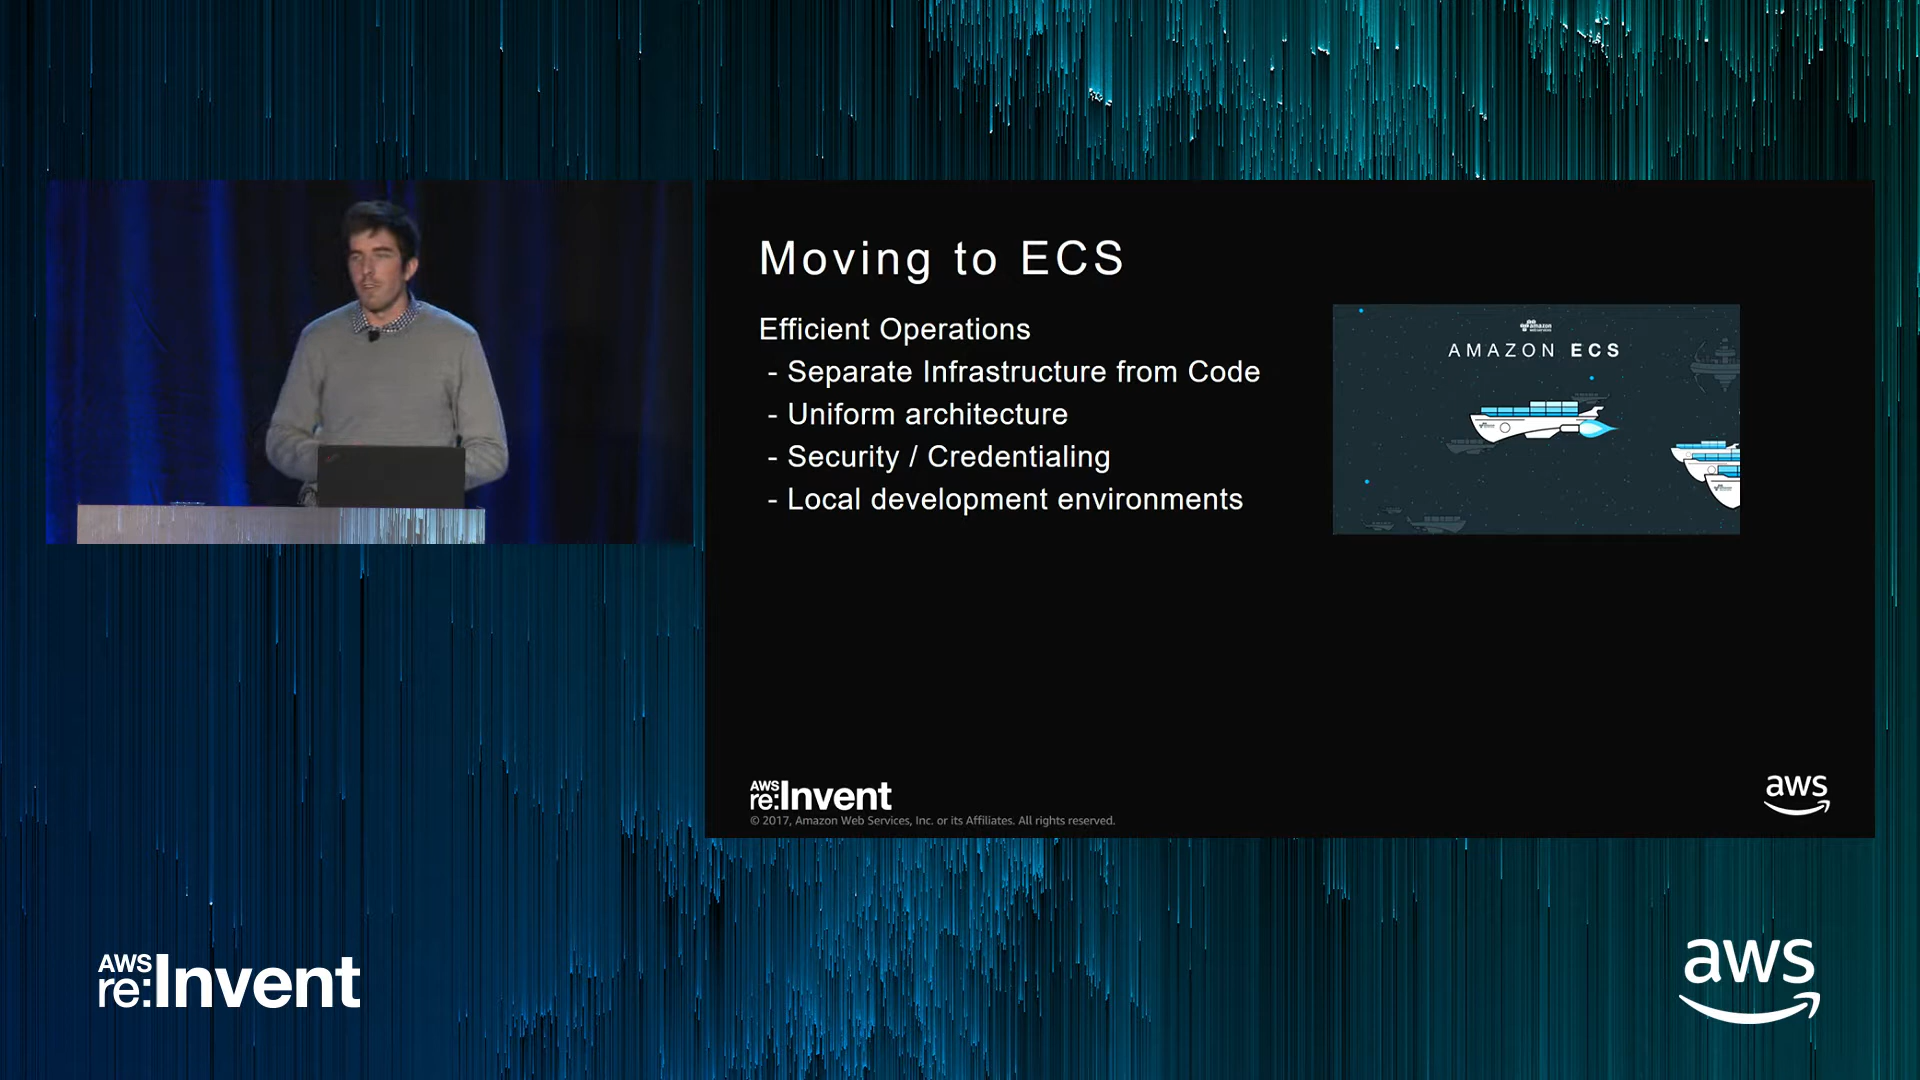 Moving to ECS
Efficient Operations
- Separate Infrastructure from Code
- Uniform architecture
- Security / Credentialing
- Local development environments
amazon
AMAZON ECS
AWS
re:Invent
© 2017, Amazon Web Services, Inc. or its Affiliates. All rights reserved.
aws
AWS
re:Invent
aws